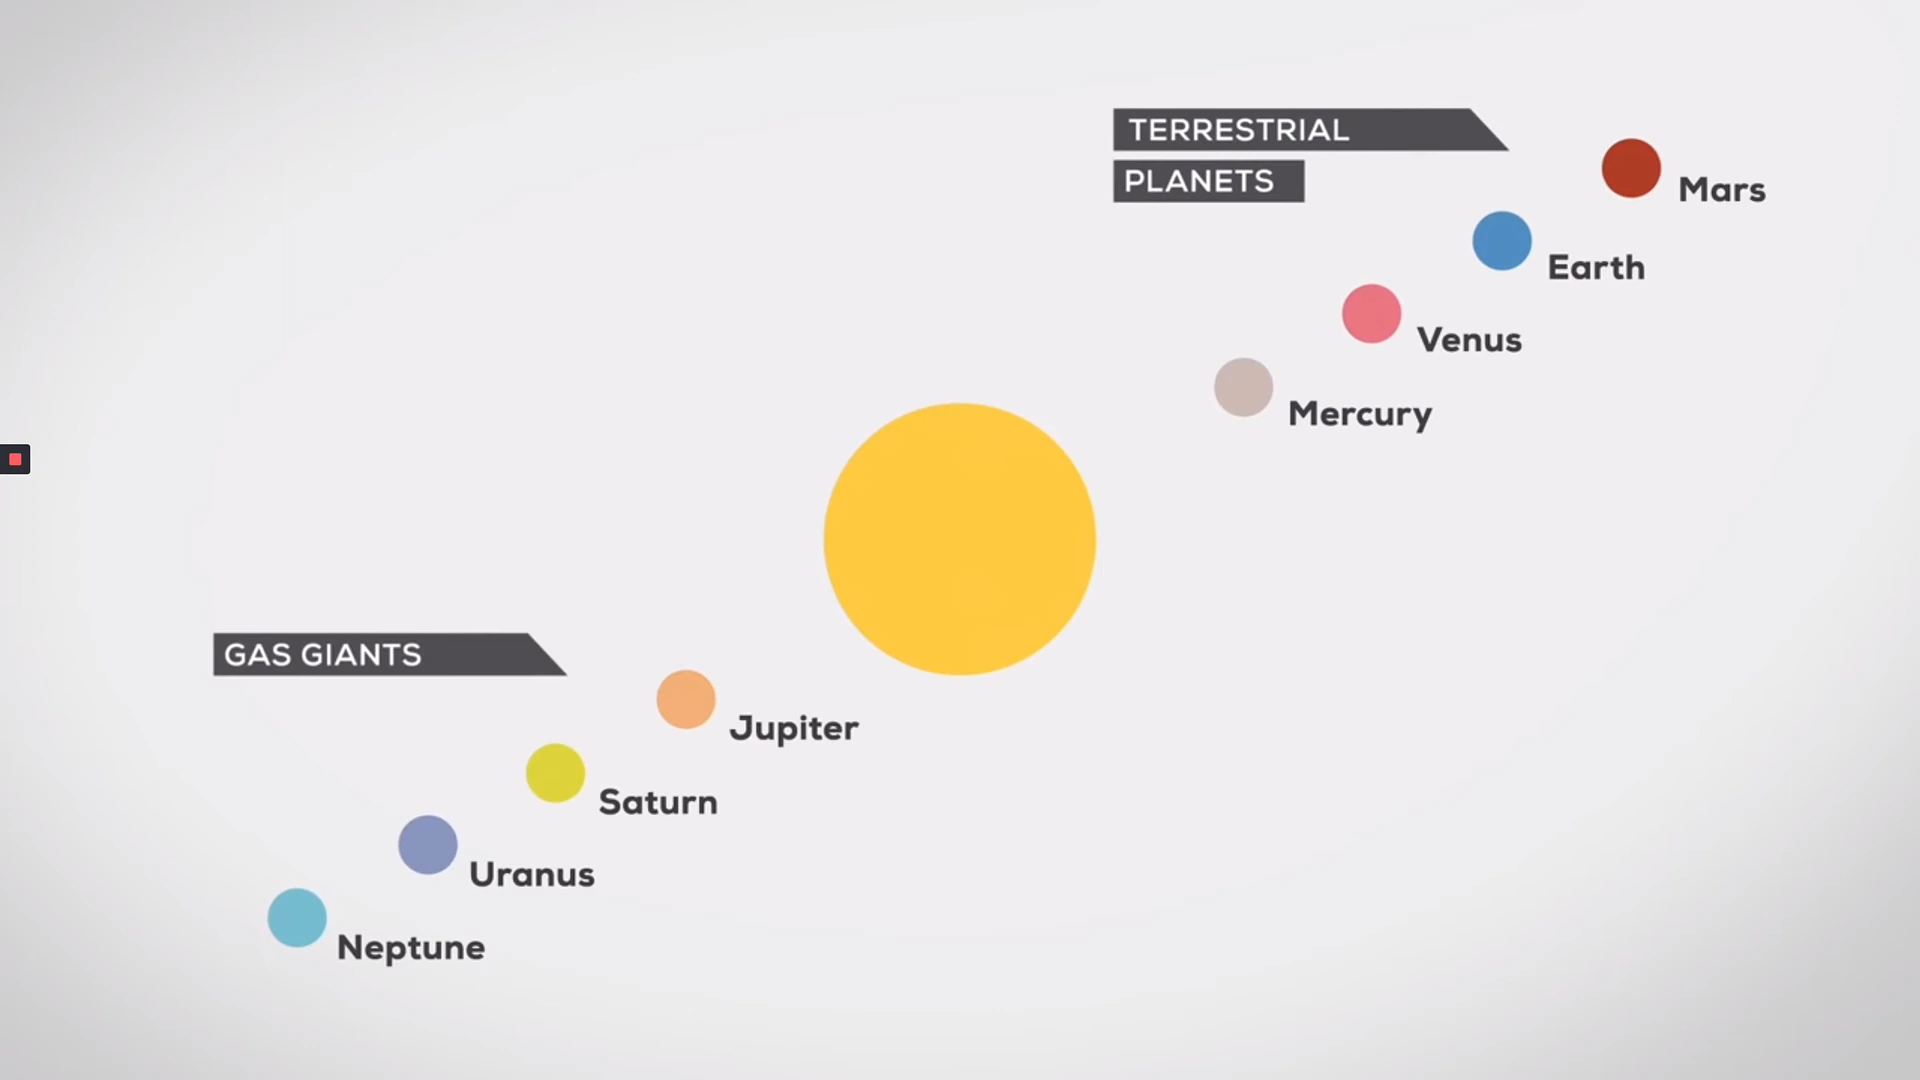 TERRESTRIAL
PLANETS
Mars
Earth
Venus
Mercury
GAS GIANTS
Jupiter
Saturn
Uranus
Neptune